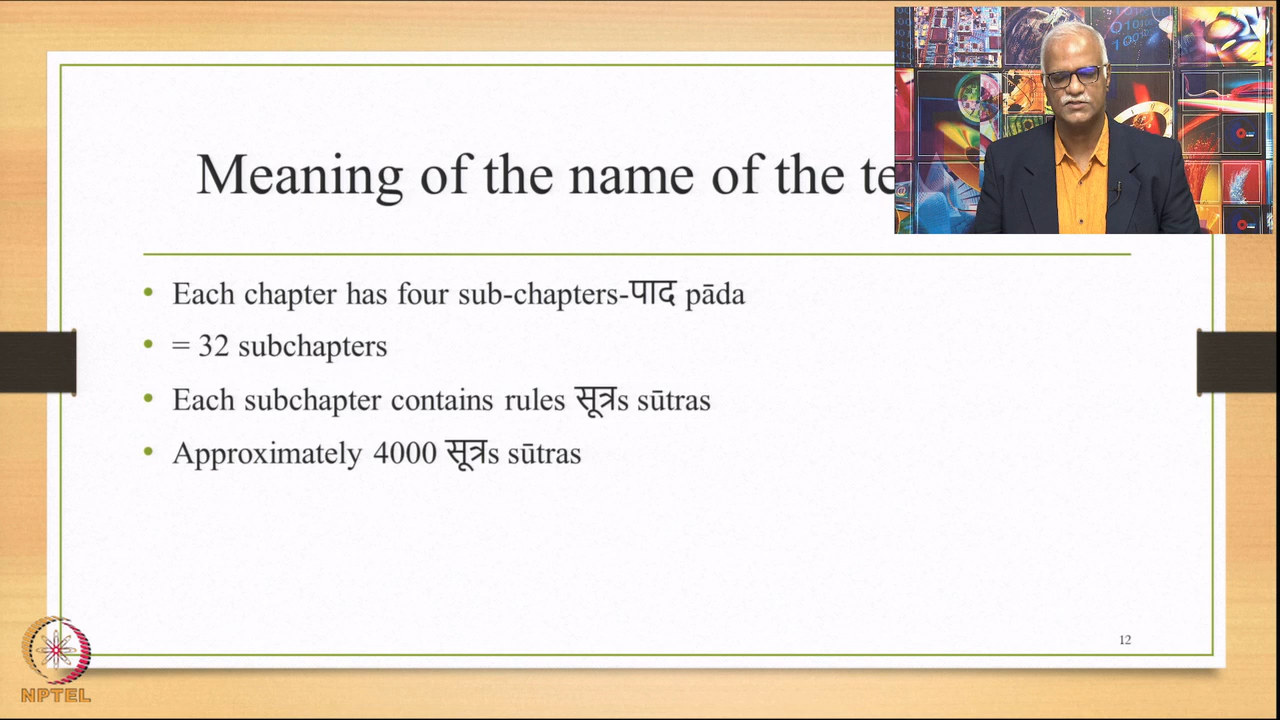 Meaning of the name of the te
Each chapter has four sub-chapters-पाद pāda
= 32 subchapters
Each subchapter contains rules सूत्रs sūtras
Approximately 4000 सूत्रs sūtras
12
NPTEL